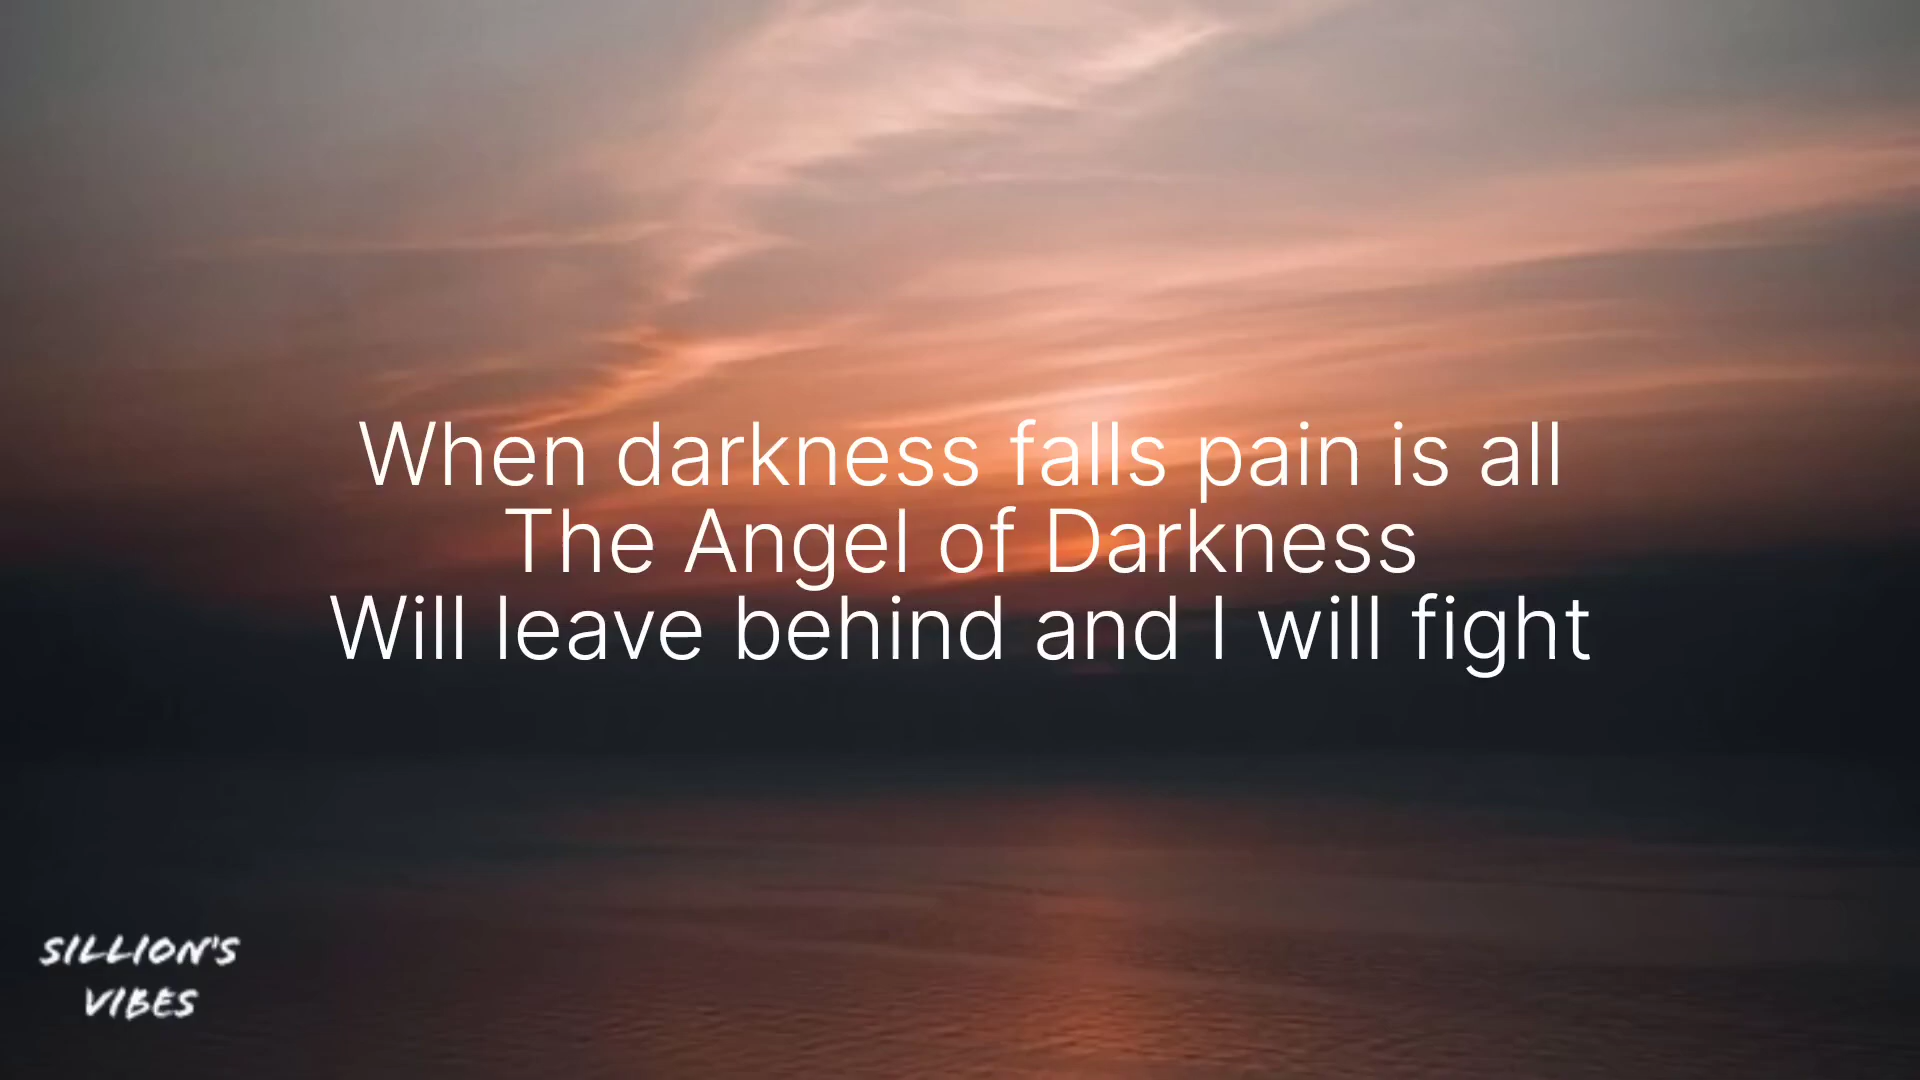 When darkness falls pain is all
The Angel of Darkness
Will leave behind and I will fight
SILLION'S
VIBES